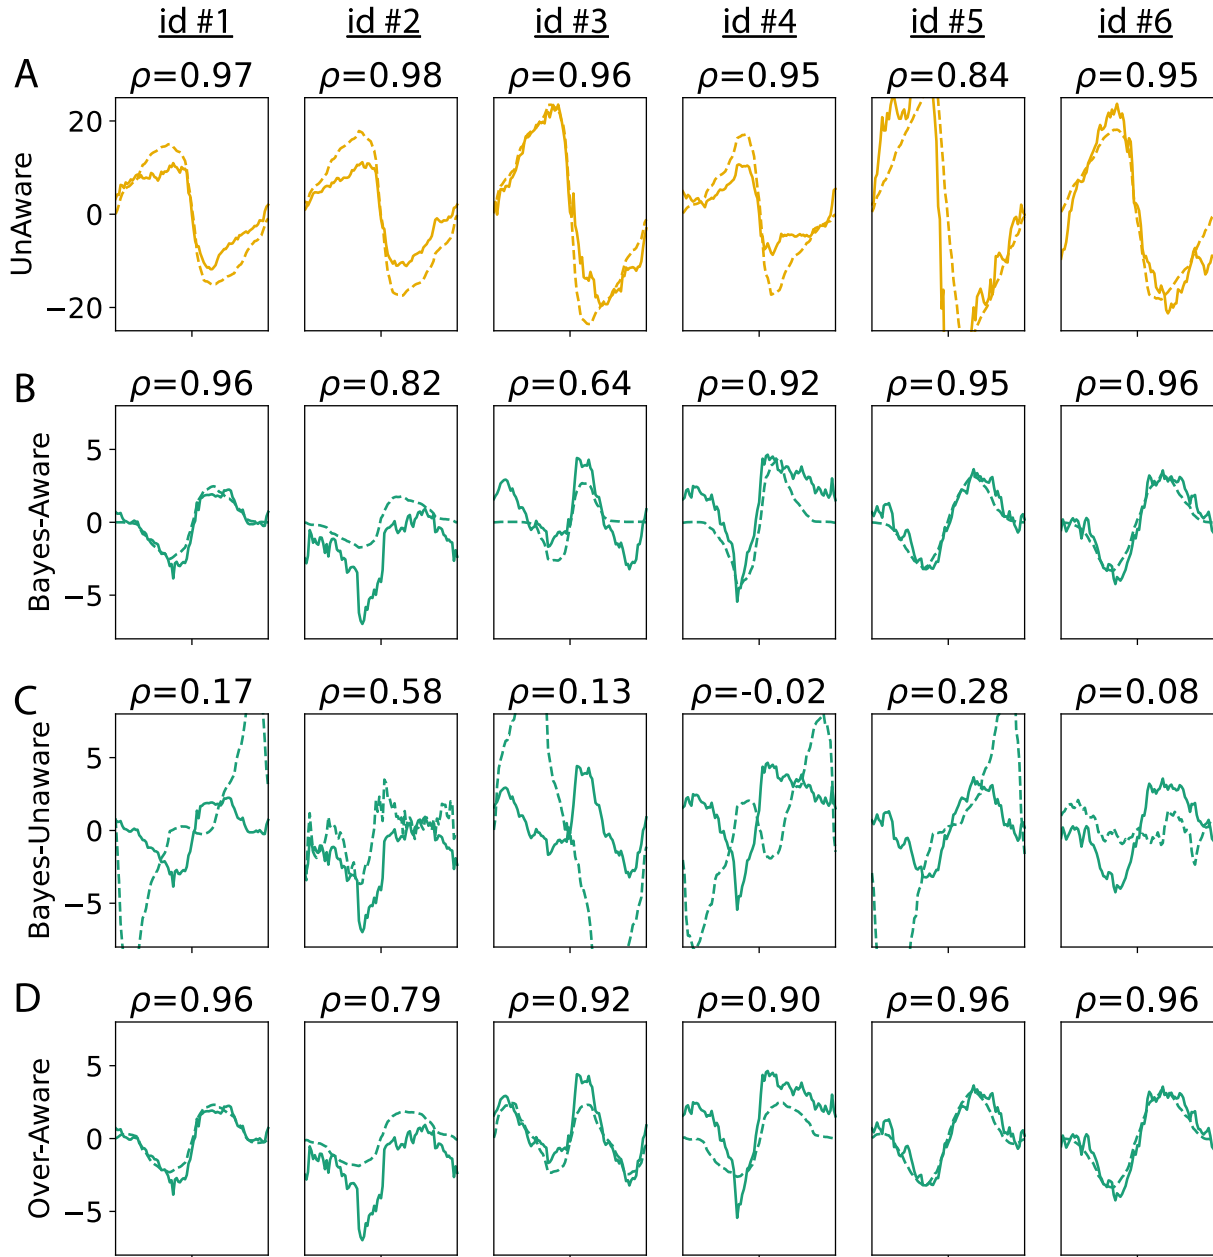 id #1 id #2 id #3 id #4 id #5 id #6
A
ρ=0.97 ρ=0.98 ρ=0.96 ρ=0.95 ρ=0.84 ρ=0.95
UnAware
20
0
−20
B
ρ=0.96 ρ=0.82 ρ=0.64 ρ=0.92 ρ=0.95 ρ=0.96
Bayes-Aware
5
0
−5
C
ρ=0.17 ρ=0.58 ρ=0.13 ρ=-0.02 ρ=0.28 ρ=0.08
Bayes-Unaware
5
0
−5
D
ρ=0.96 ρ=0.79 ρ=0.92 ρ=0.90 ρ=0.96 ρ=0.96
Over-Aware
5
0
−5